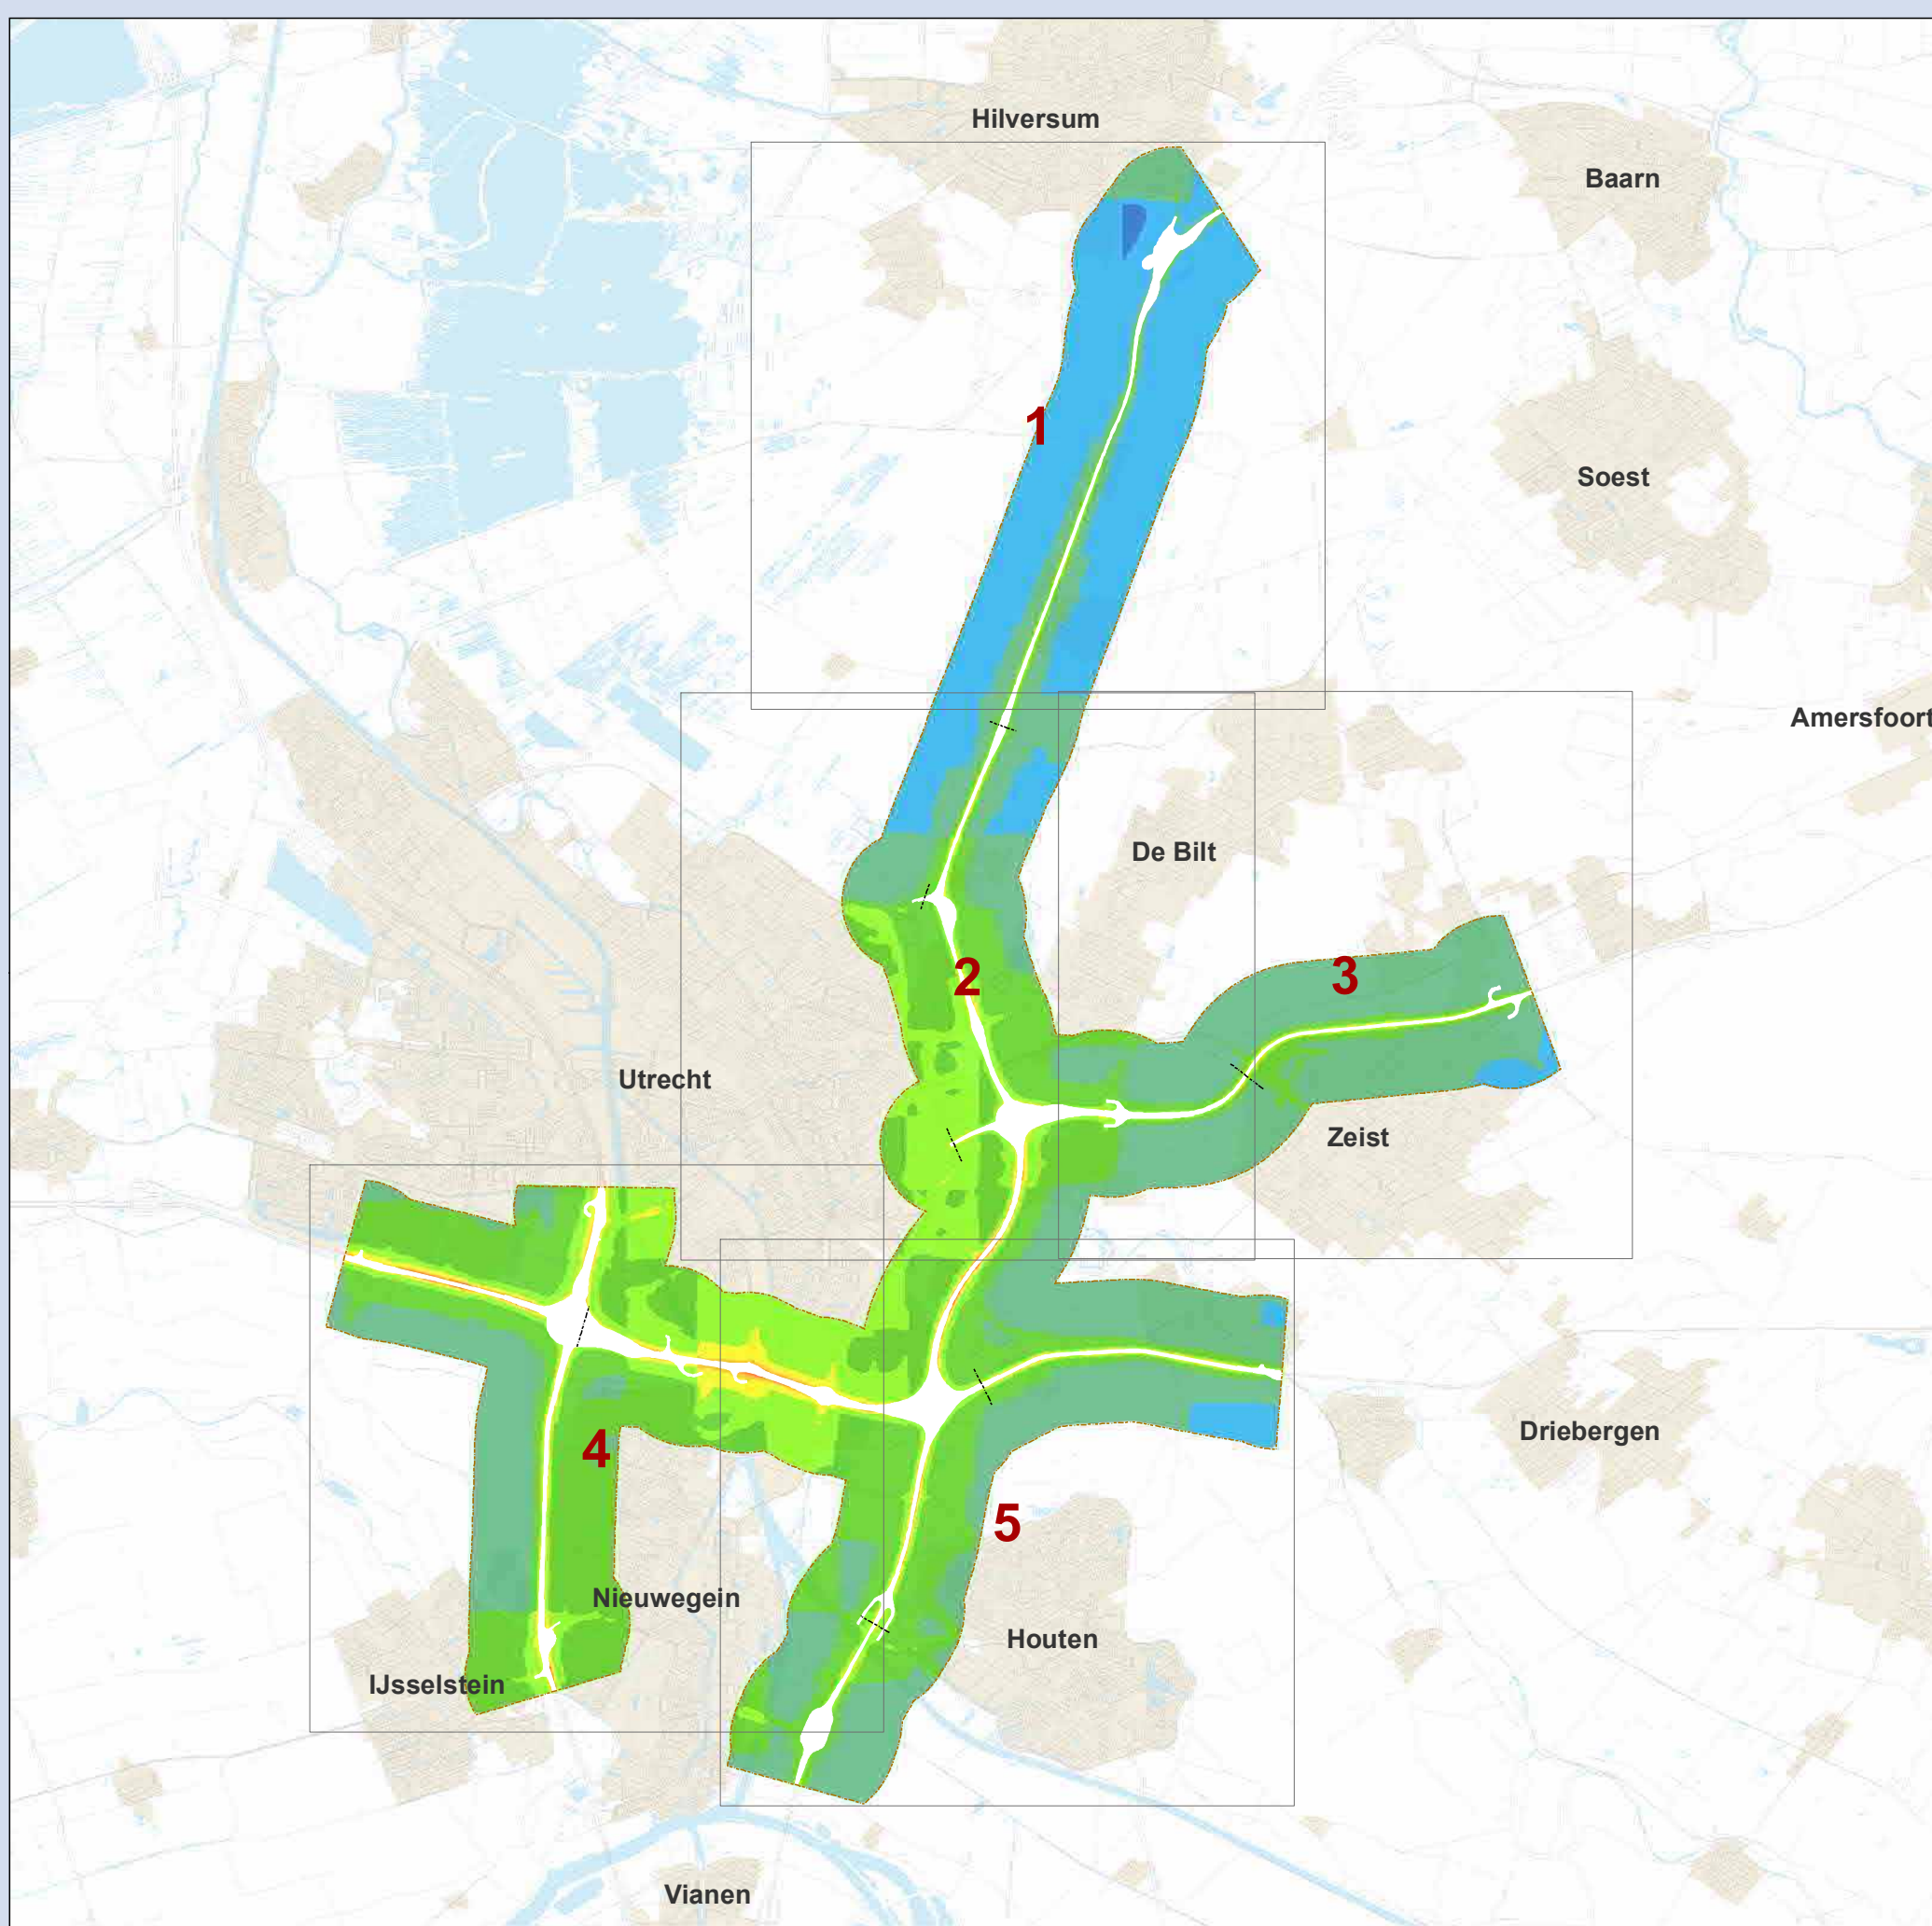 Hilversum
Baarn
1
Soest
Amersfoort
De Bilt
2
3
Utrecht
Zeist
4
Driebergen
5
Nieuwegein
Houten
IJsselstein
Vianen